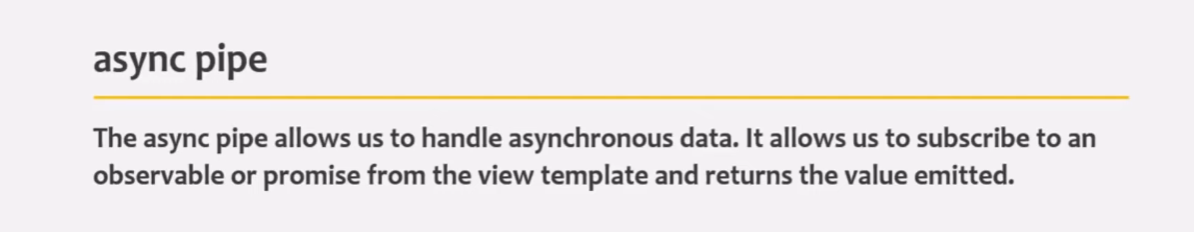 async pipe
The async pipe allows us to handle asynchronous data. It allows us to subscribe to an
observable or promise from the view template and returns the value emitted.